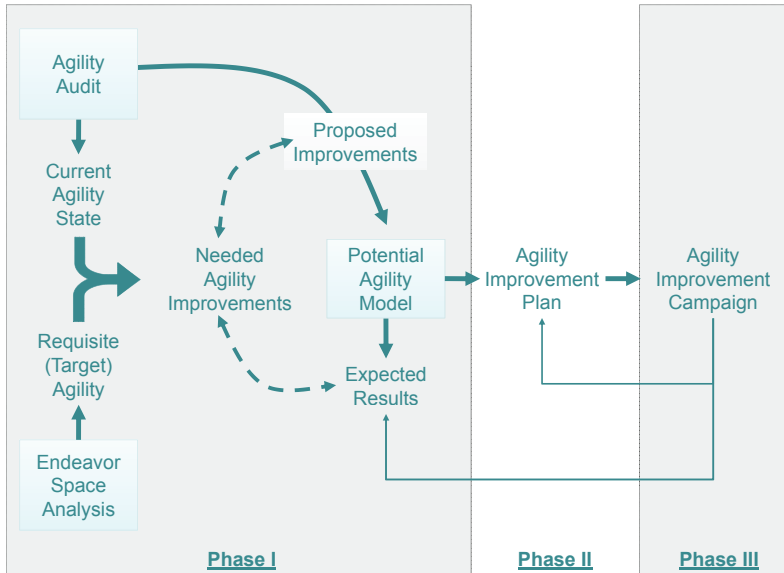 Agility
Audit
Proposed
Improvements
Current
Agility
State
Needed
Agility
Improvements
Potential
Agility
Model
Agility
Improvement
Plan
Agility
Improvement
Campaign
Requisite
(Target)
Agility
Expected
Results
Endeavor
Space
Analysis
Phase I
Phase II
Phase III